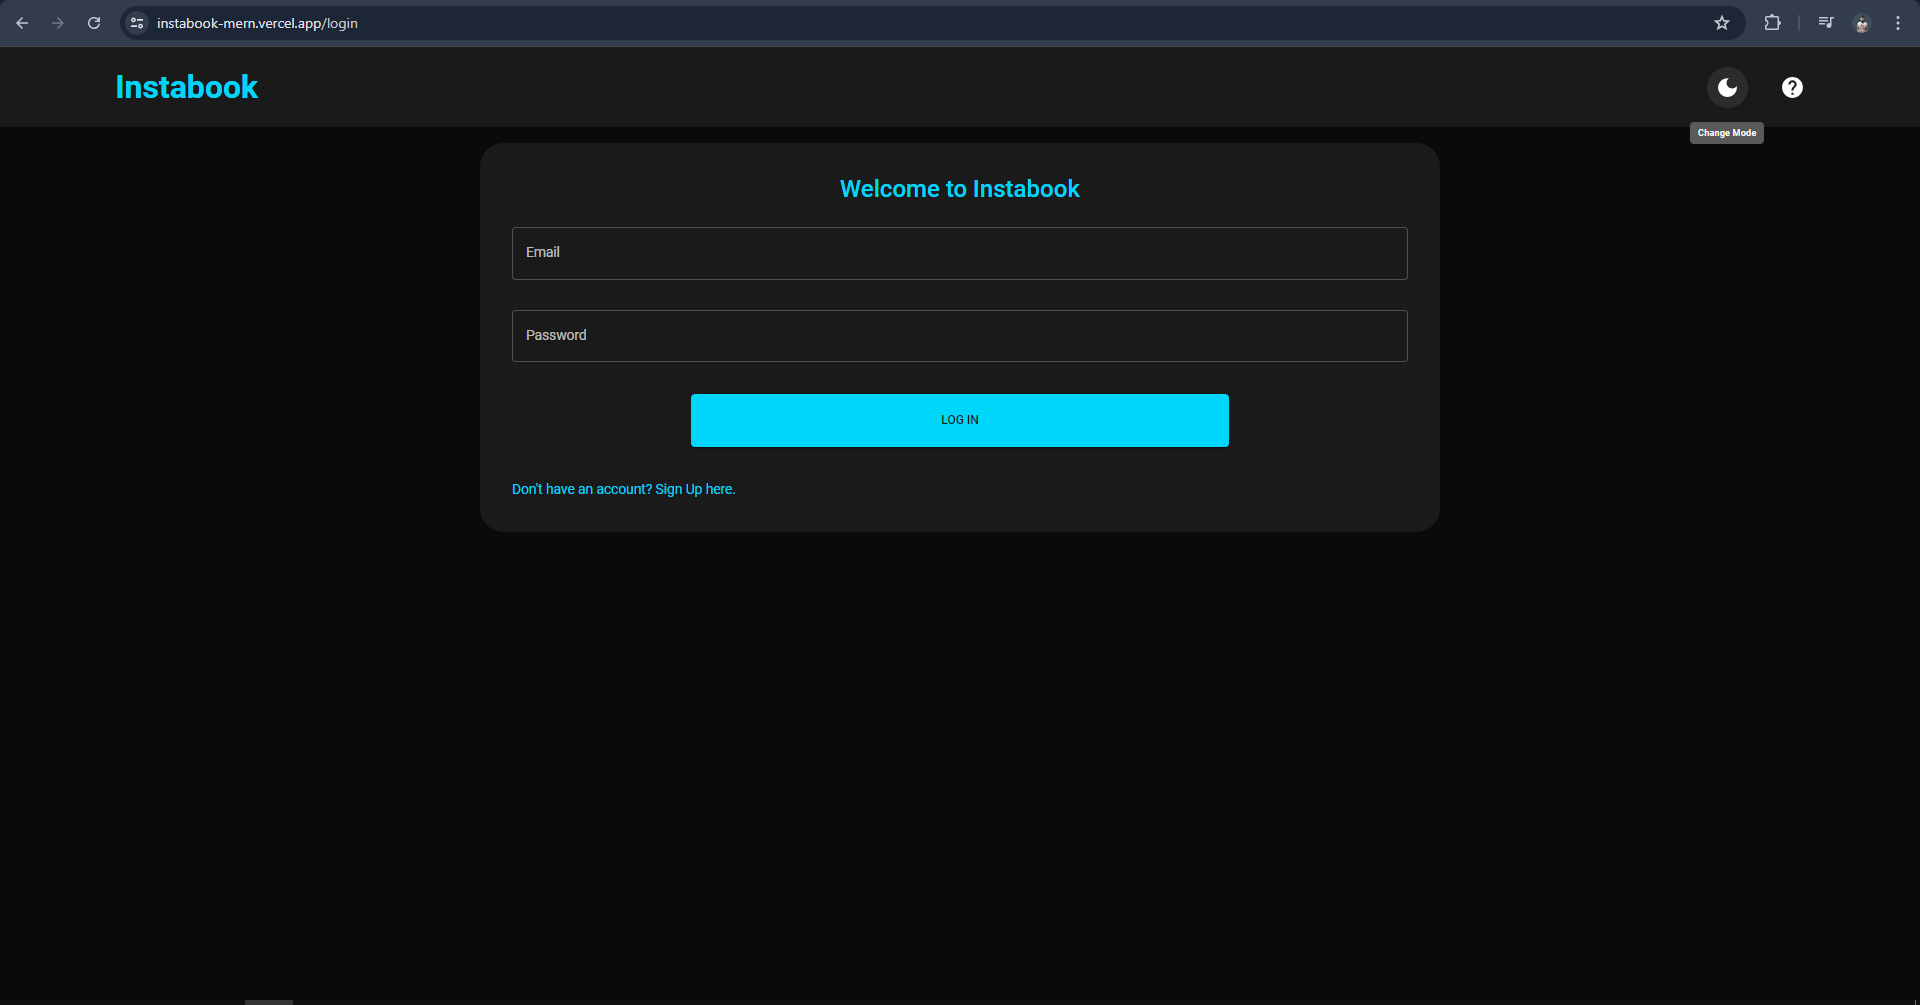 instabook-mern.vercel.app/login
Instabook
?
Change Mode
Welcome to Instabook
Email
Password
LOG IN
Don't have an account? Sign Up here.